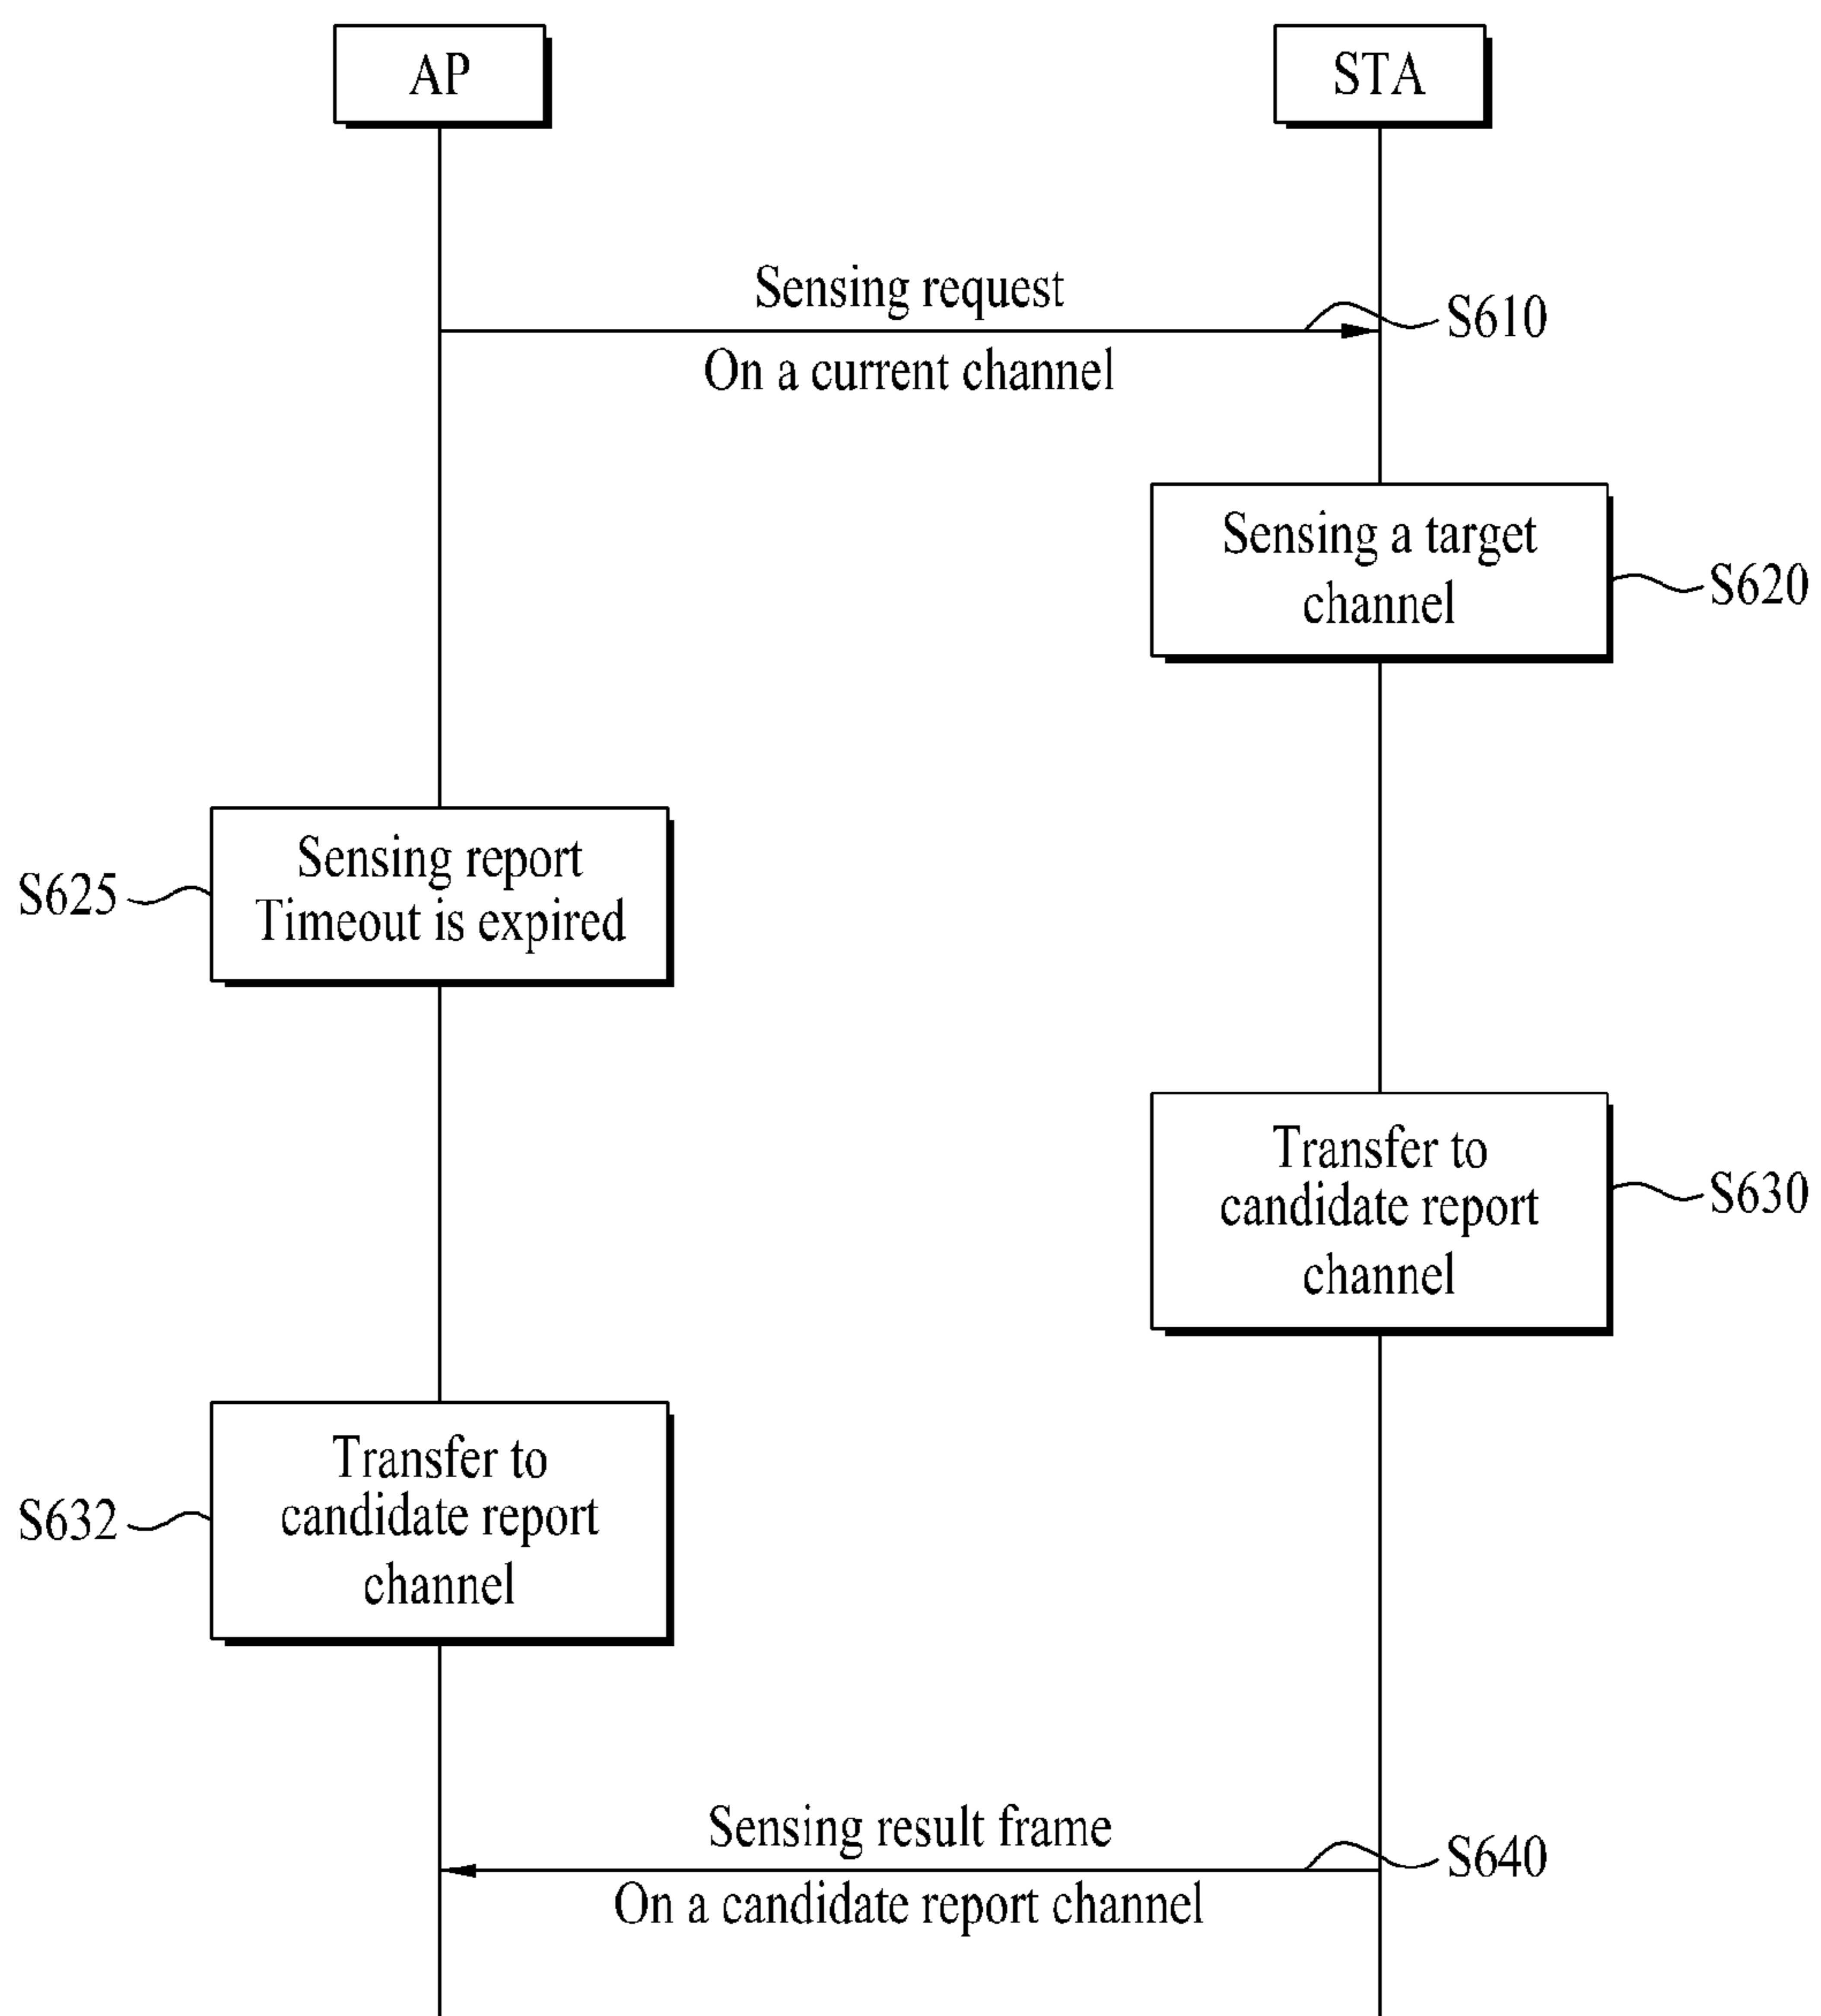 AP
STA
Sensing request
On a current channel
S610
Sensing a target
channel
S620
Sensing report
Timeout is expired
S625
Transfer to
candidate report
channel
S630
Transfer to
candidate report
channel
S632
Sensing result frame
On a candidate report channel
S640